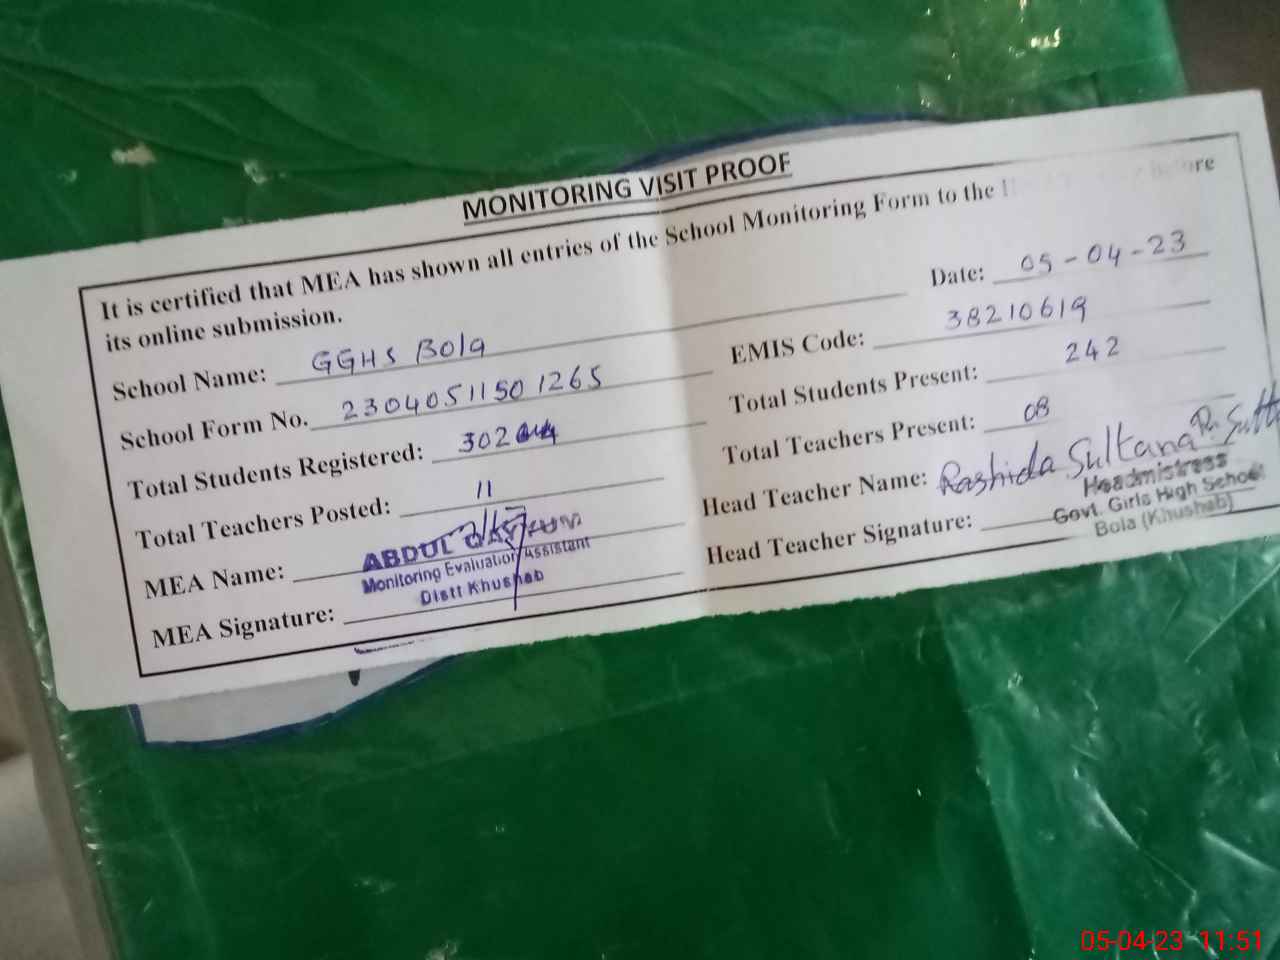 MONITORING VISIT PROOF
It is certified that MEA has shown all entries of the School Monitoring Form to the before
its online submission.
Date: 05-04-23
School Name: GGHS Bola
EMIS Code: 38210619
School Form No. 2304051150 1265
Total Students Present: 242
Total Students Registered: 302
Total Teachers Present: 08
Total Teachers Posted: 11
Head Teacher Name: Rashida Sultana
MEA Name: ABDUL QAYYUM
Monitoring Evaluation Assistant
Distt Khushab
MEA Signature:
Head Teacher Signature:
Headmistress
Govt. Girls High School
Bola (Khushab)
05-04-23 11:51